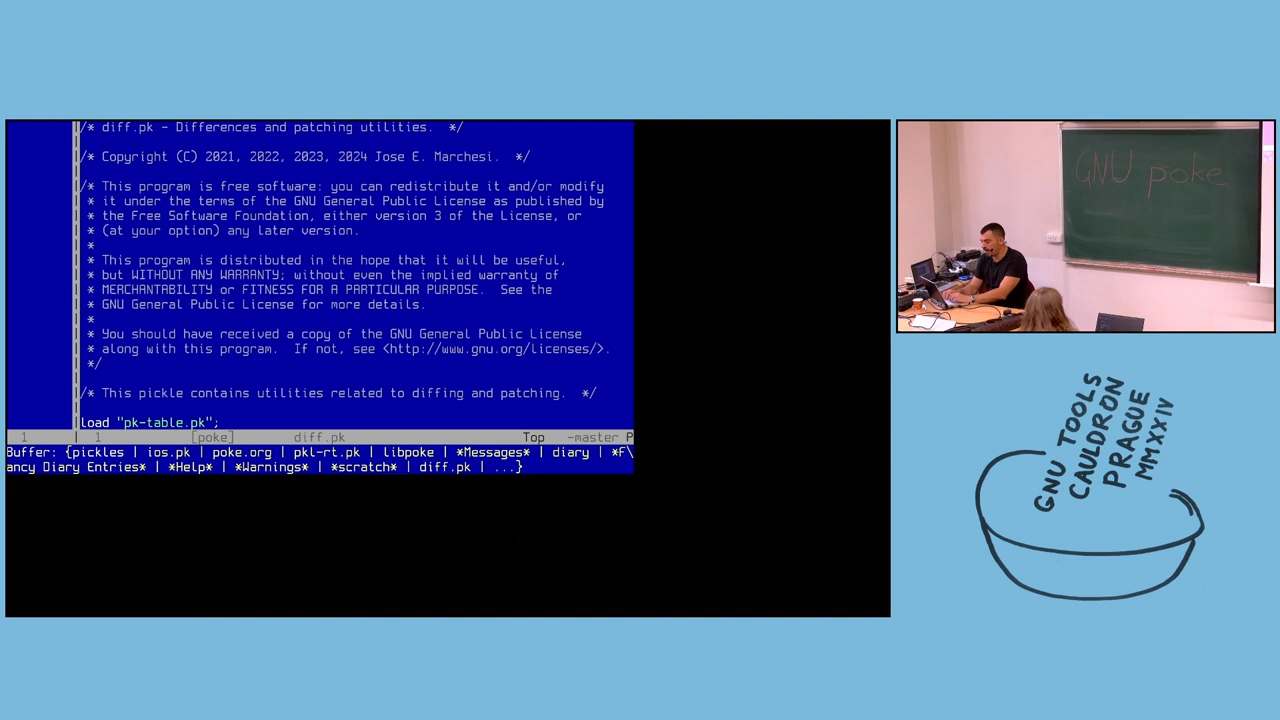 /* diff.pk - Differences and patching utilities.  */
/* Copyright (C) 2021, 2022, 2023, 2024 Jose E. Marchesi.  */
/* This program is free software: you can redistribute it and/or modify
* it under the terms of the GNU General Public License as published by
* the Free Software Foundation, either version 3 of the License, or
* (at your option) any later version.
*
* This program is distributed in the hope that it will be useful,
* but WITHOUT ANY WARRANTY; without even the implied warranty of
* MERCHANTABILITY or FITNESS FOR A PARTICULAR PURPOSE.  See the
* GNU General Public License for more details.
*
* You should have received a copy of the GNU General Public License
* along with this program.  If not, see <http://www.gnu.org/licenses/>.
*/
/* This pickle contains utilities related to diffing and patching.  */
load "pk-table.pk";
1 | 1 [poke] diff.pk Top -master P
Buffer: {pickles | ios.pk | poke.org | pkl-rt.pk | libpoke | *Messages* | diary | *F\
ancy Diary Entries* | *Help* | *Warnings* | *scratch* | diff.pk | ...}
GNU poke
GNU TOOLS
CAULDRON
PRAGUE
MMXXIV